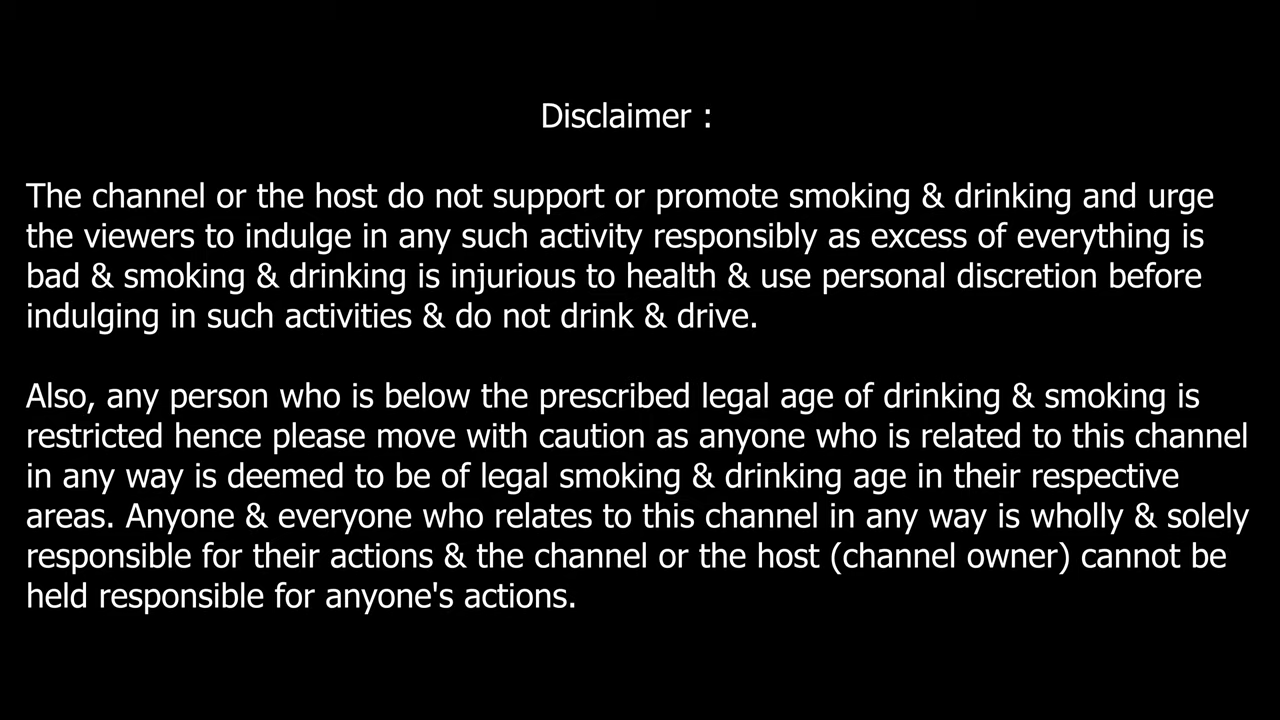 Disclaimer :
The channel or the host do not support or promote smoking & drinking and urge
the viewers to indulge in any such activity responsibly as excess of everything is
bad & smoking & drinking is injurious to health & use personal discretion before
indulging in such activities & do not drink & drive.
Also, any person who is below the prescribed legal age of drinking & smoking is
restricted hence please move with caution as anyone who is related to this channel
in any way is deemed to be of legal smoking & drinking age in their respective
areas. Anyone & everyone who relates to this channel in any way is wholly & solely
responsible for their actions & the channel or the host (channel owner) cannot be
held responsible for anyone's actions.